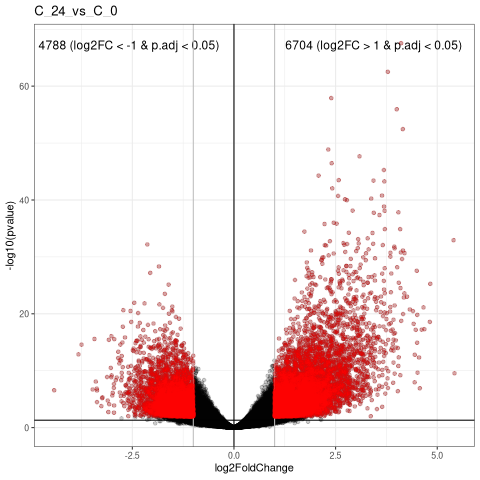 C_24_vs_C_0
4788 (log2FC < -1 & p.adj < 0.05)
6704 (log2FC > 1 & p.adj < 0.05)
60
40
20
0
-log10(pvalue)
-2.5
0.0
2.5
5.0
log2FoldChange